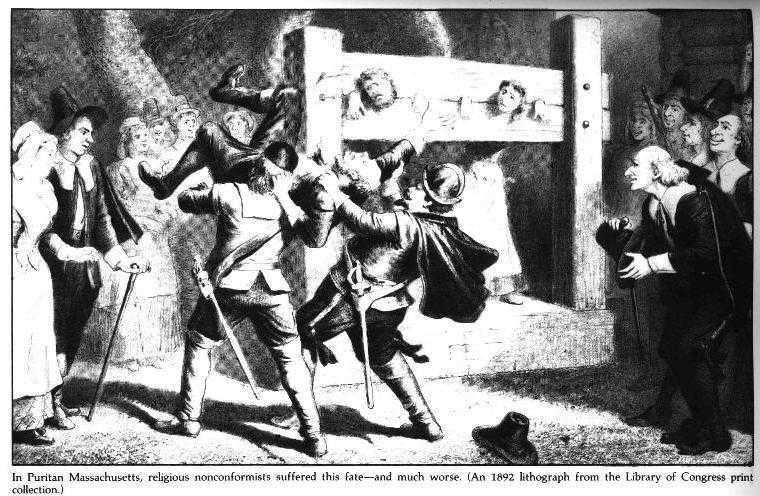 In Puritan Massachusetts, religious nonconformists suffered this fate—and much worse. (An 1892 lithograph from the Library of Congress print
collection.)